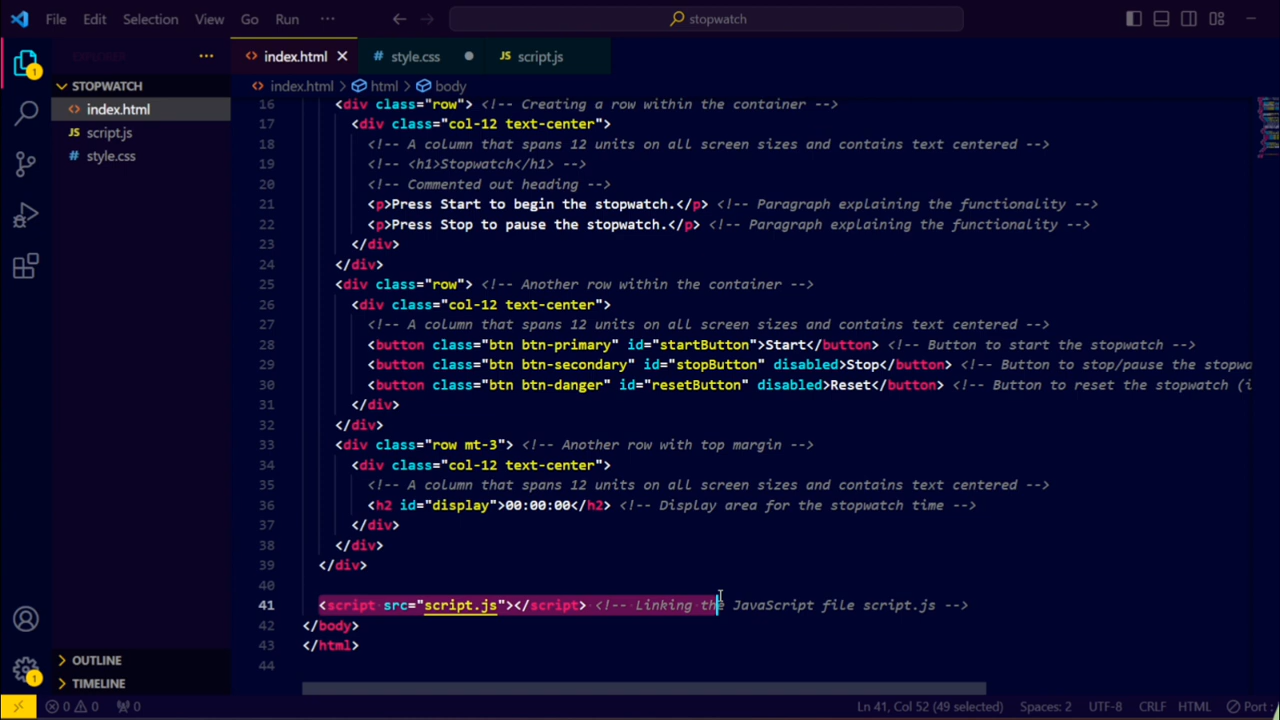 File Edit Selection View Go Run ··· stopwatch
EXPLORER ···
index.html style.css script.js
STOPWATCH
index.html
script.js
style.css
index.html > html > body
16 <div class="row"> <!-- Creating a row within the container -->
17 <div class="col-12 text-center">
18 <!-- A column that spans 12 units on all screen sizes and contains text centered -->
19 <!-- <h1>Stopwatch</h1> -->
20 <!-- Commented out heading -->
21 <p>Press Start to begin the stopwatch.</p> <!-- Paragraph explaining the functionality -->
22 <p>Press Stop to pause the stopwatch.</p> <!-- Paragraph explaining the functionality -->
23 </div>
24 </div>
25 <div class="row"> <!-- Another row within the container -->
26 <div class="col-12 text-center">
27 <!-- A column that spans 12 units on all screen sizes and contains text centered -->
28 <button class="btn btn-primary" id="startButton">Start</button> <!-- Button to start the stopwatch -->
29 <button class="btn btn-secondary" id="stopButton" disabled>Stop</button> <!-- Button to stop/pause the stopwa
30 <button class="btn btn-danger" id="resetButton" disabled>Reset</button> <!-- Button to reset the stopwatch (i
31 </div>
32 </div>
33 <div class="row mt-3"> <!-- Another row with top margin -->
34 <div class="col-12 text-center">
35 <!-- A column that spans 12 units on all screen sizes and contains text centered -->
36 <h2 id="display">00:00:00</h2> <!-- Display area for the stopwatch time -->
37 </div>
38 </div>
39 </div>
40
41 <script src="script.js"></script> <!-- Linking the JavaScript file script.js -->
42 </body>
43 </html>
44
1
1
OUTLINE
TIMELINE
0 0 0 Ln 41, Col 52 (49 selected) Spaces: 2 UTF-8 CRLF HTML Port :